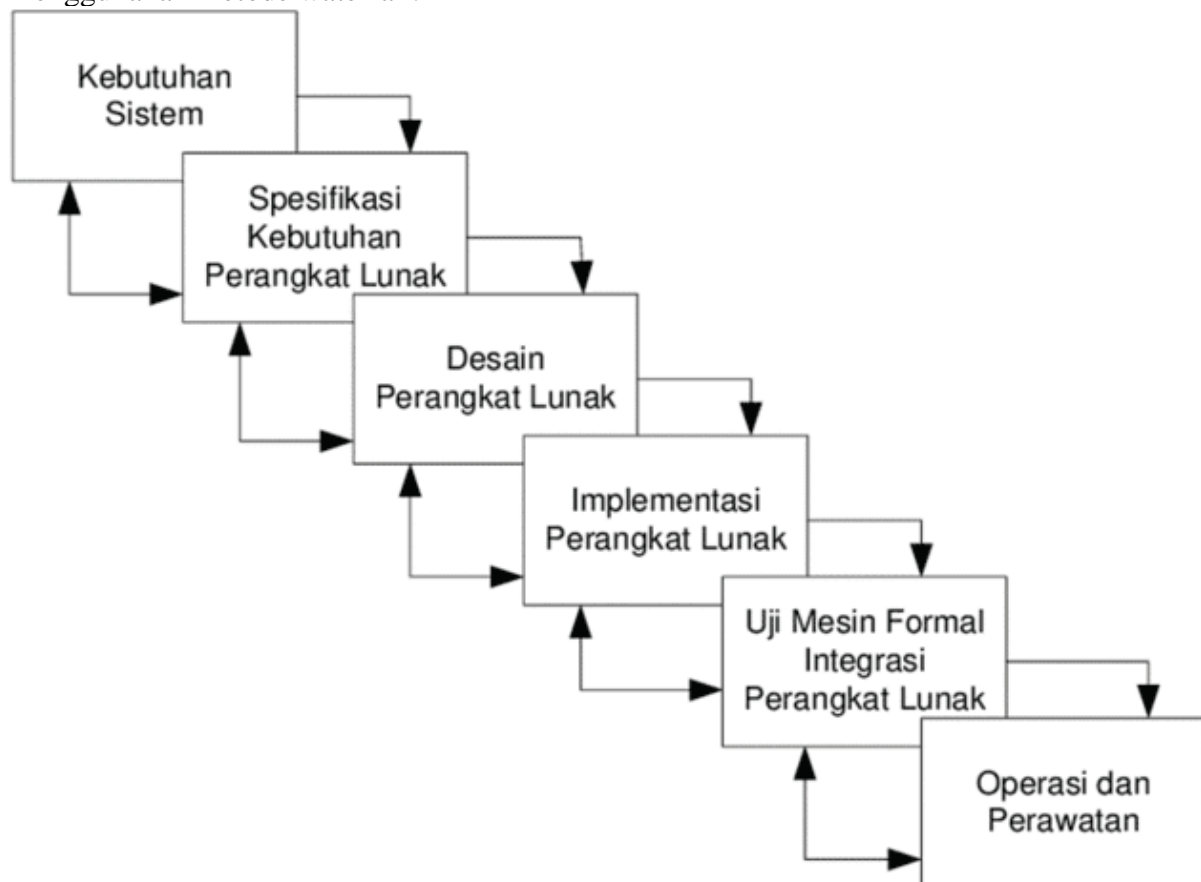 Kebutuhan
Sistem
Spesifikasi
Kebutuhan
Perangkat Lunak
Desain
Perangkat Lunak
Implementasi
Perangkat Lunak
Uji Mesin Formal
Integrasi
Perangkat Lunak
Operasi dan
Perawatan